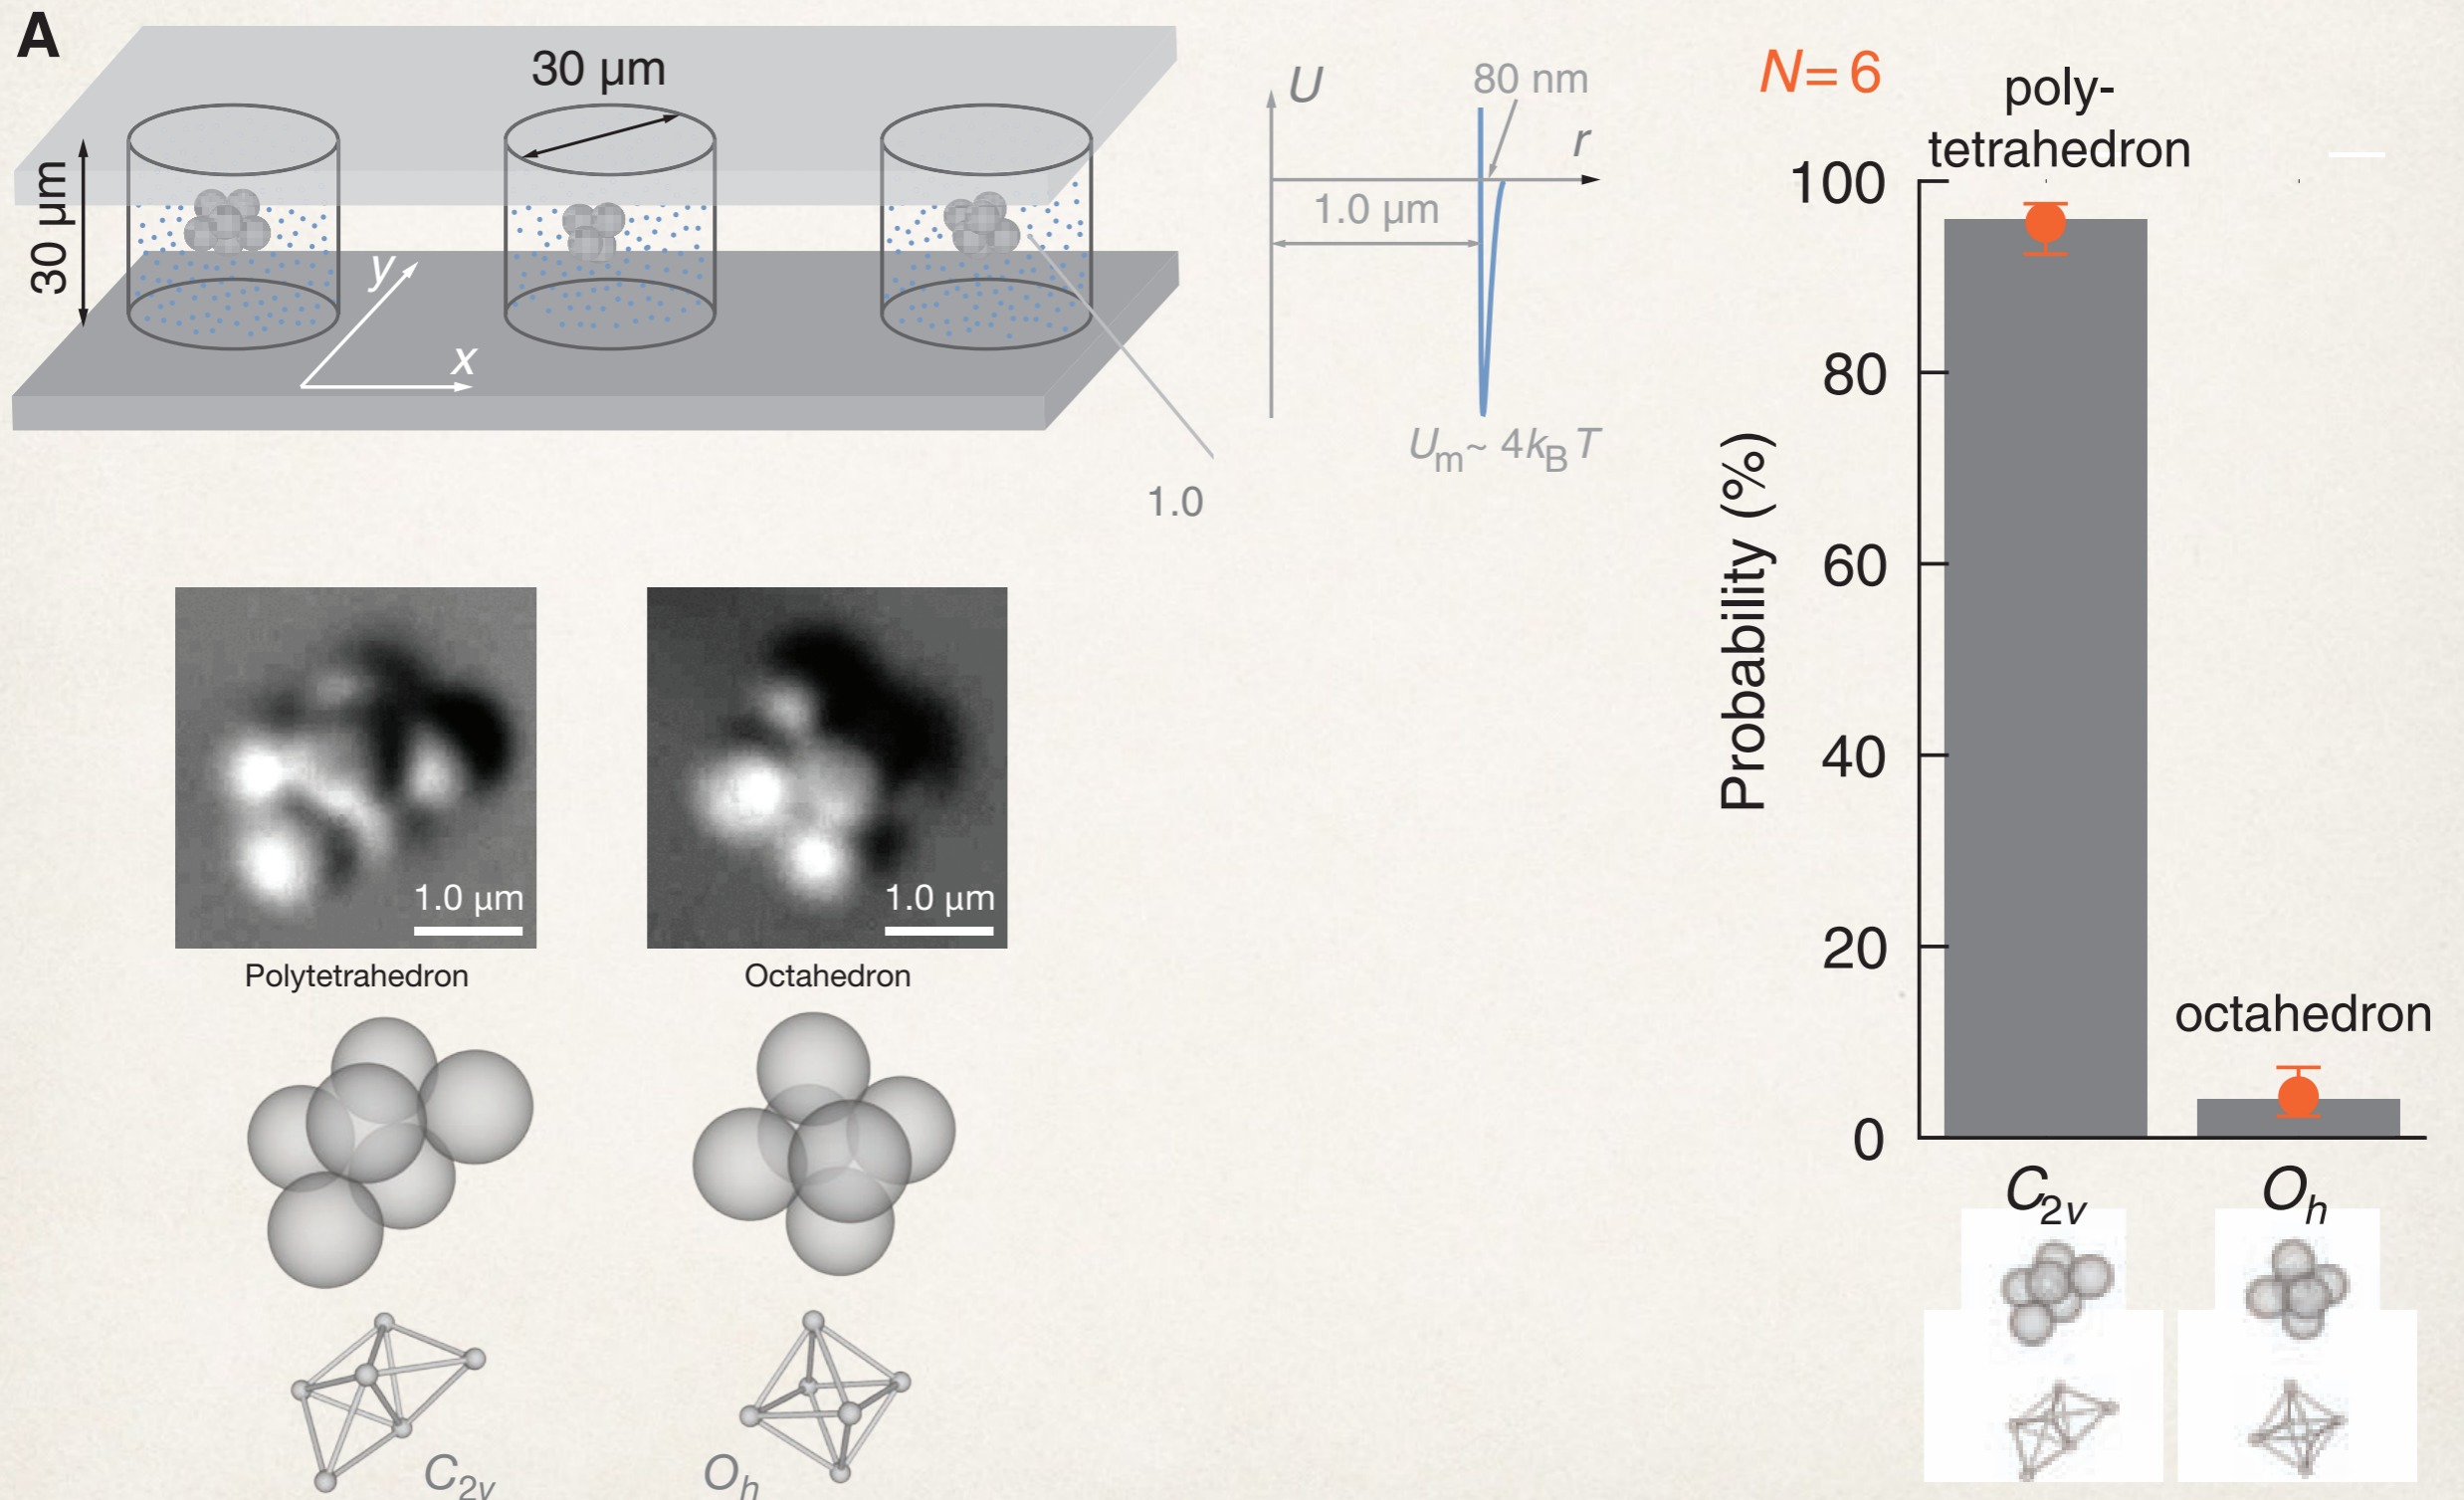 A
30 μm
30 μm
y
x
1.0
U
80 nm
r
1.0 μm
Um~ 4kBT
1.0 μm
1.0 μm
Polytetrahedron
Octahedron
C2v
Oh
N=6
poly-
tetrahedron
Probability (%)
100
80
60
40
20
0
octahedron
C2v
Oh